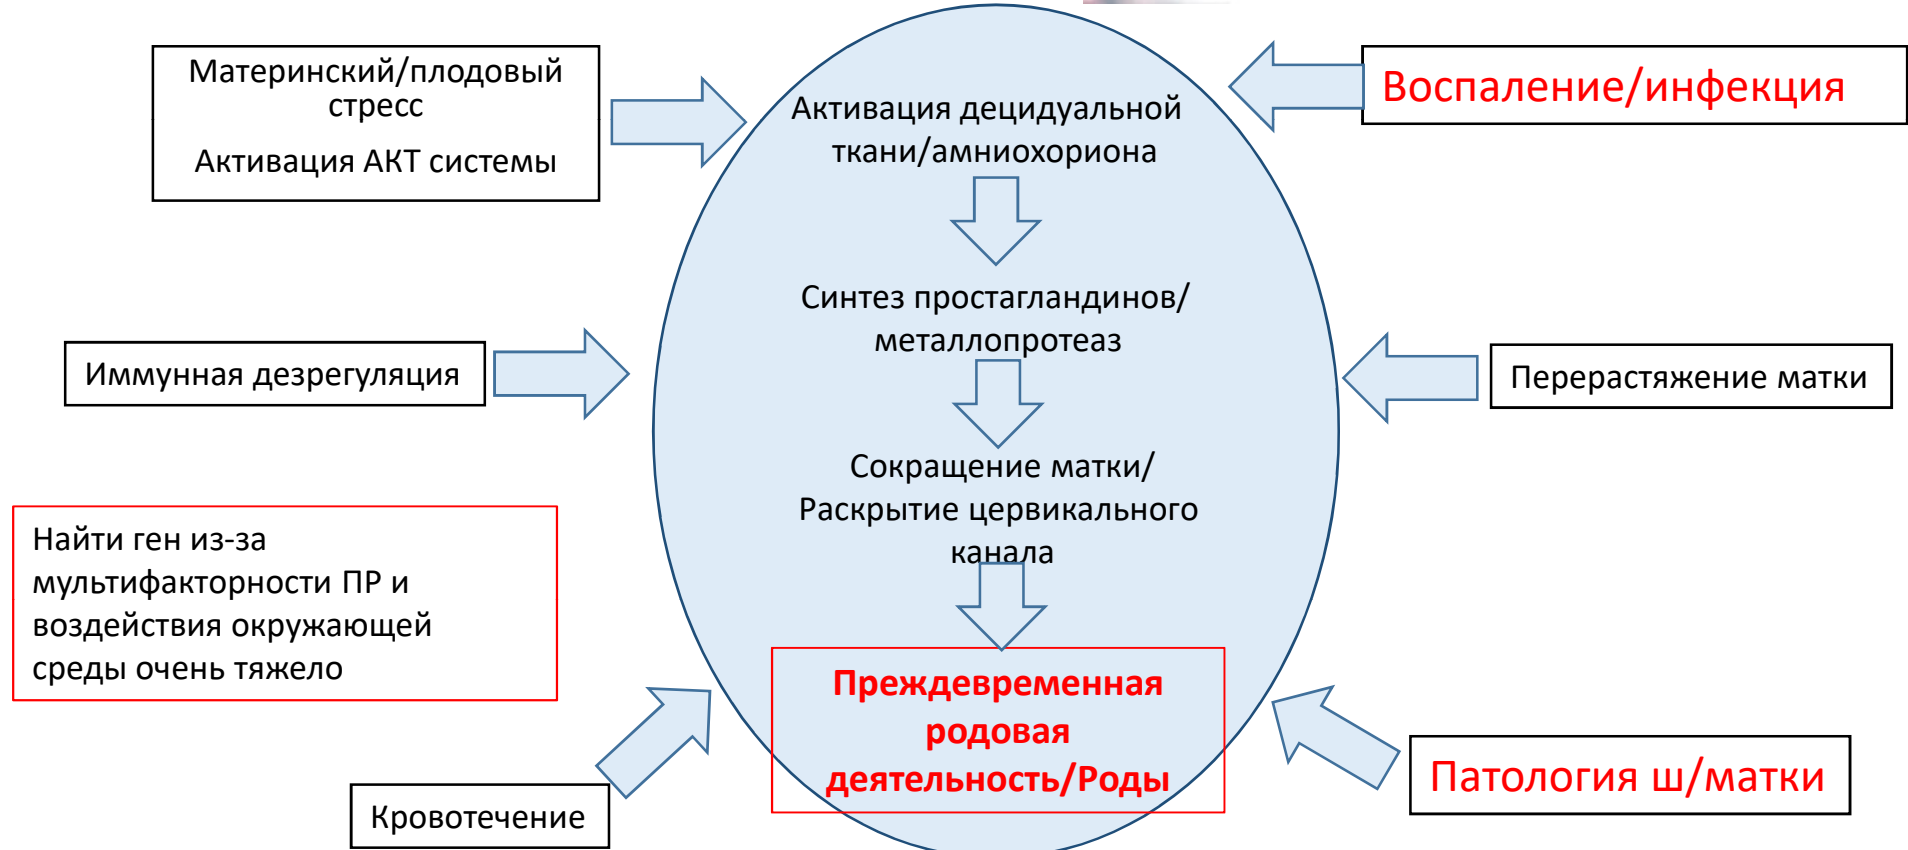 Материнский/плодовый
стресс
Активация АКТ системы
Воспаление/инфекция
Активация децидуальной
ткани/амниохориона
Синтез простагландинов/
металлопротеаз
Иммунная дезрегуляция
Перерастяжение матки
Сокращение матки/
Раскрытие цервикального
канала
Найти ген из-за
мультифакторности ПР и
воздействия окружающей
среды очень тяжело
Преждевременная
родовая
деятельность/Роды
Кровотечение
Патология ш/матки